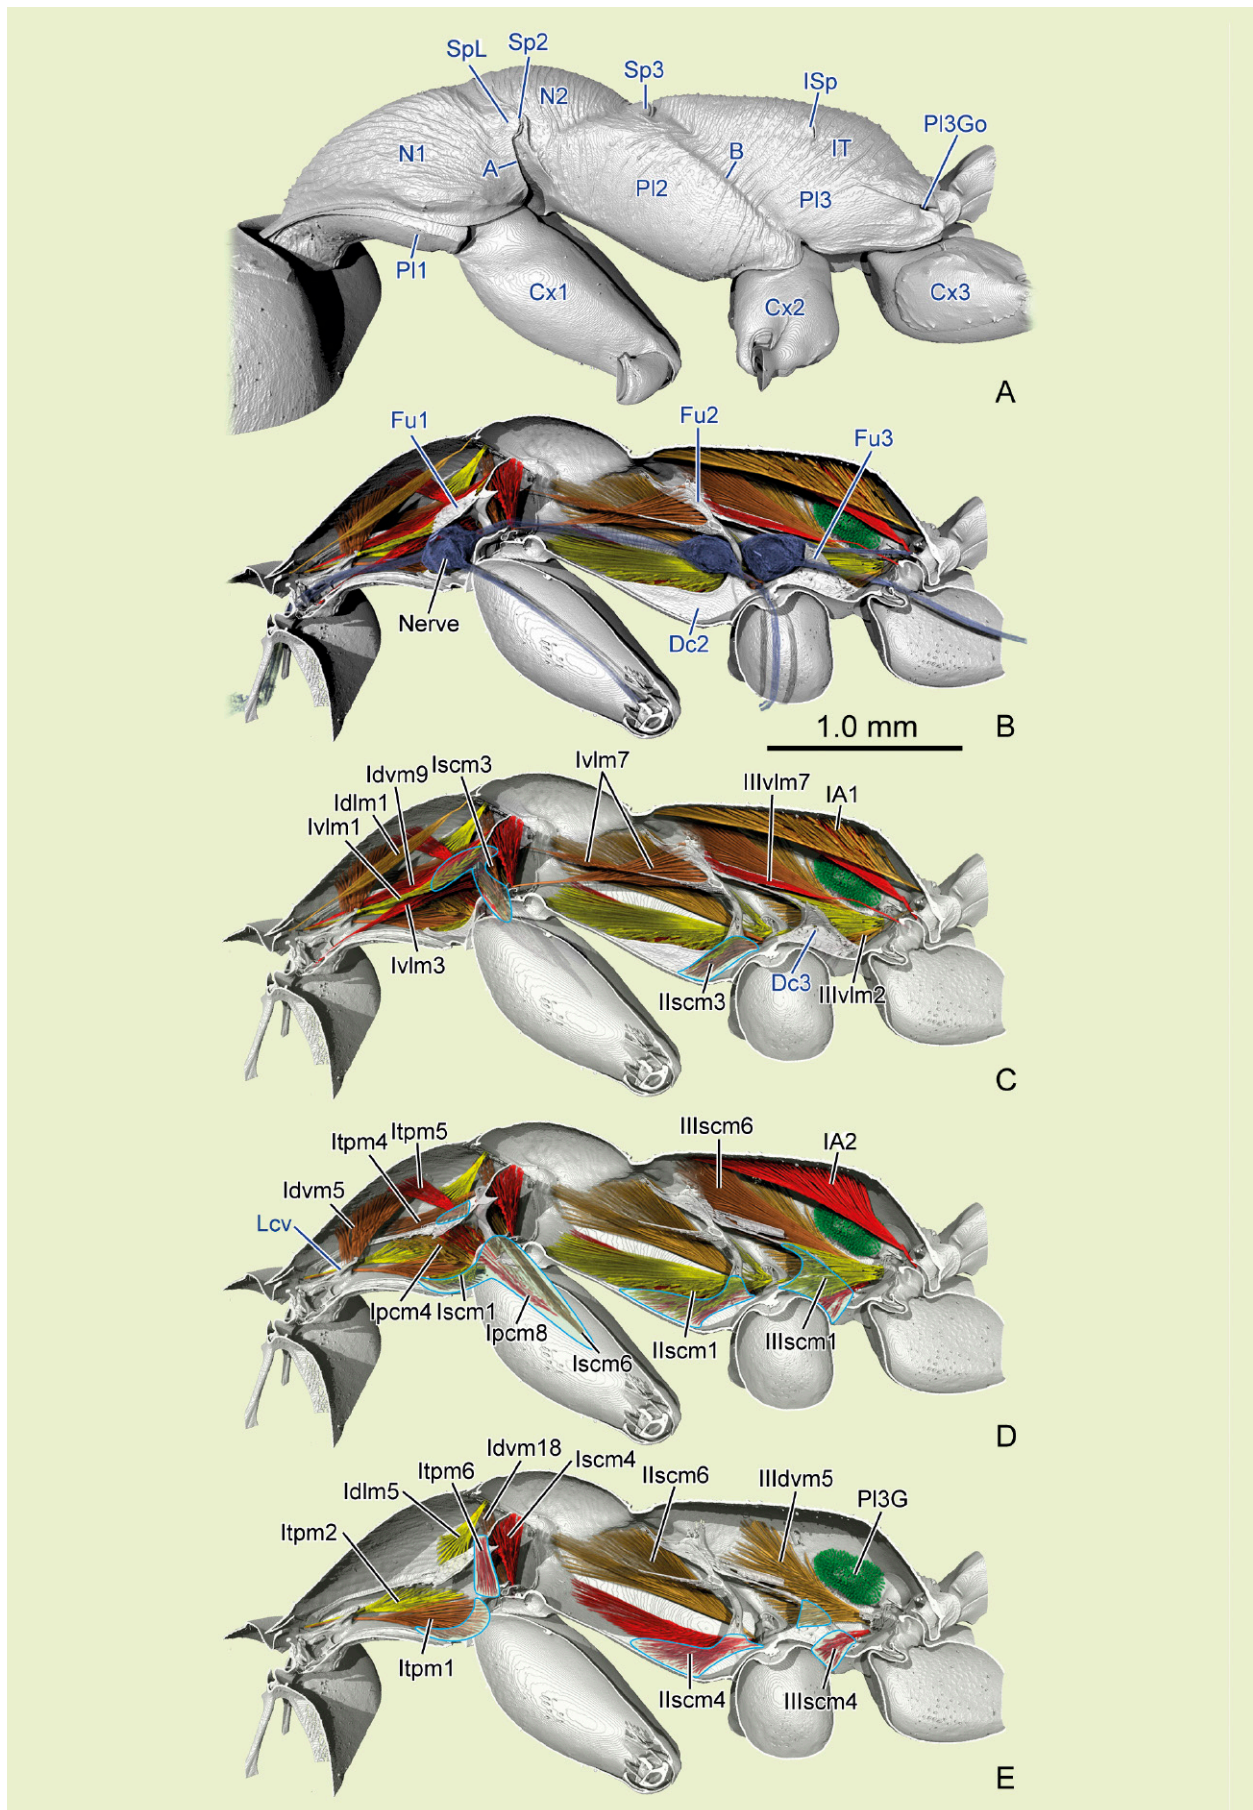 SpL
Sp2
N2
Sp3
ISp
Pl3Go
N1
A
B
IT
Pl2
Pl3
Pl1
Cx1
Cx2
Cx3
A
Fu1
Fu2
Fu3
Nerve
Dc2
1.0 mm
B
Iscm3
Idvm9
Idlm1
Ivlm1
Ivlm7
IIIvlm7
IA1
Ivlm3
IIscm3
Dc3
IIIvlm2
C
Itpm5
Itpm4
IIIscm6
IA2
Idvm5
Lcv
Ipcm4
Iscm1
Ipcm8
Iscm6
IIscm1
IIIscm1
D
Idvm18
Itpm6
Iscm4
IIscm6
IIIdvm5
Idlm5
Pl3G
Itpm2
Itpm1
IIscm4
IIIscm4
E